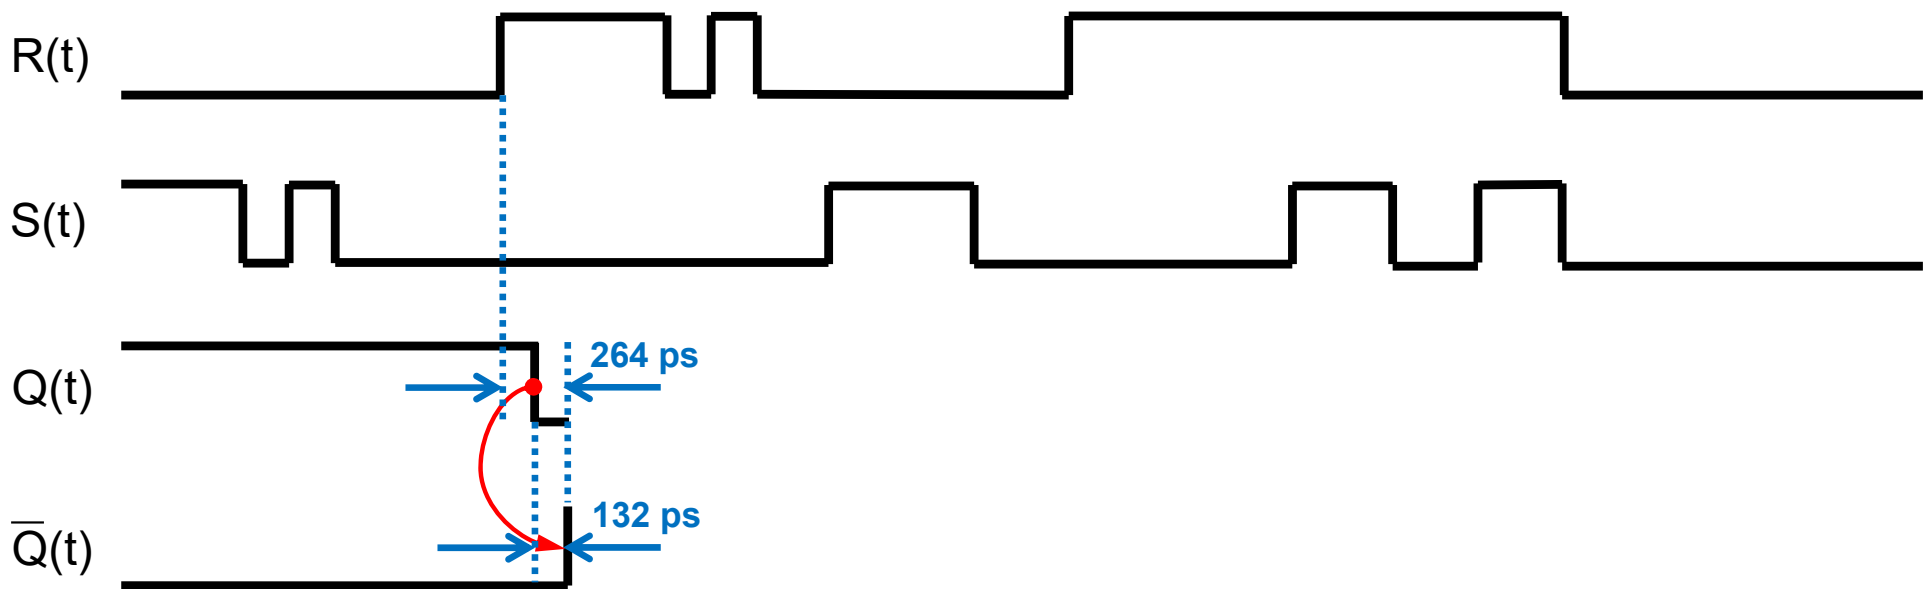 R(t)
S(t)
Q(t)
264 ps
Q̅(t)
132 ps